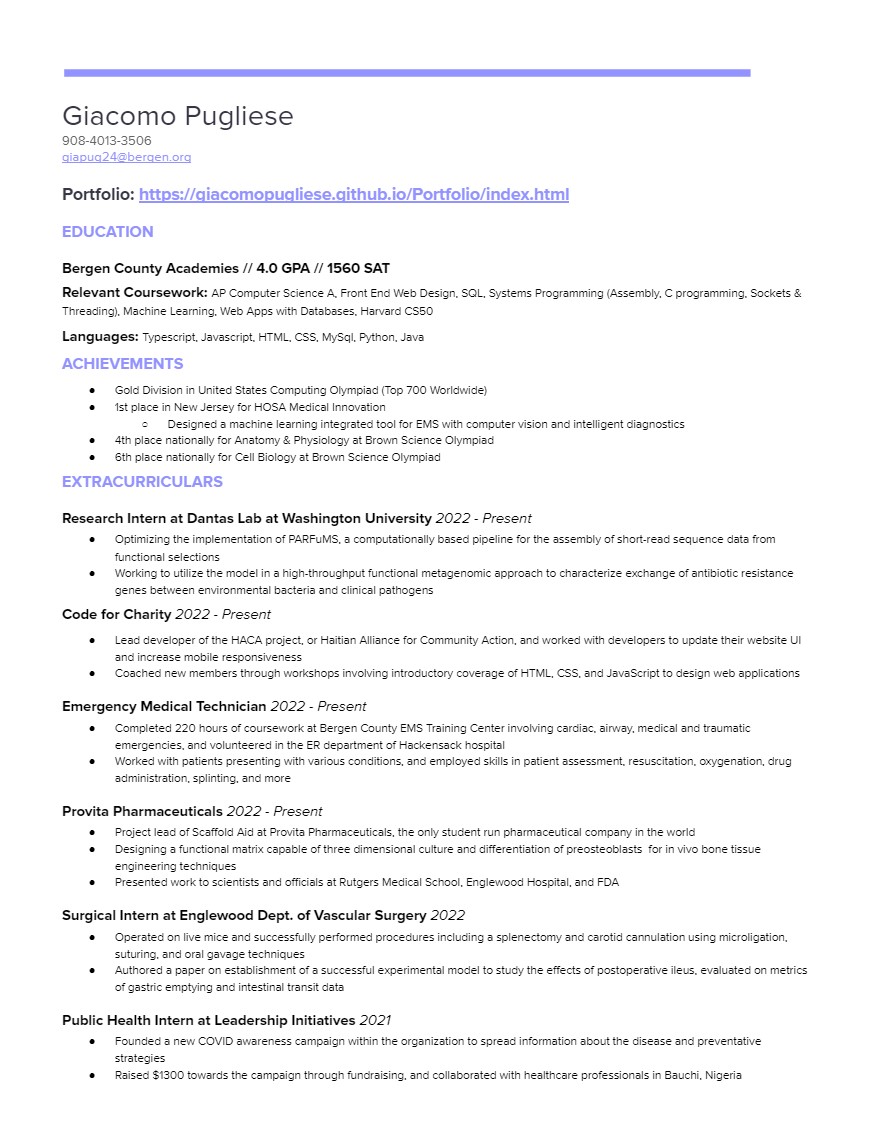 Giacomo Pugliese
908-4013-3506
giapug24@bergen.org
Portfolio: https://giacomopugliese.github.io/Portfolio/index.html
EDUCATION
Bergen County Academies // 4.0 GPA // 1560 SAT
Relevant Coursework: AP Computer Science A, Front End Web Design, SQL, Systems Programming (Assembly, C programming, Sockets &
Threading), Machine Learning, Web Apps with Databases, Harvard CS50
Languages: Typescript, Javascript, HTML, CSS, MySql, Python, Java
ACHIEVEMENTS
● Gold Division in United States Computing Olympiad (Top 700 Worldwide)
● 1st place in New Jersey for HOSA Medical Innovation
○ Designed a machine learning integrated tool for EMS with computer vision and intelligent diagnostics
● 4th place nationally for Anatomy & Physiology at Brown Science Olympiad
● 6th place nationally for Cell Biology at Brown Science Olympiad
EXTRACURRICULARS
Research Intern at Dantas Lab at Washington University 2022 - Present
● Optimizing the implementation of PARFuMS, a computationally based pipeline for the assembly of short-read sequence data from
functional selections
● Working to utilize the model in a high-throughput functional metagenomic approach to characterize exchange of antibiotic resistance
genes between environmental bacteria and clinical pathogens
Code for Charity 2022 - Present
● Lead developer of the HACA project, or Haitian Alliance for Community Action, and worked with developers to update their website UI
and increase mobile responsiveness
● Coached new members through workshops involving introductory coverage of HTML, CSS, and JavaScript to design web applications
Emergency Medical Technician 2022 - Present
● Completed 220 hours of coursework at Bergen County EMS Training Center involving cardiac, airway, medical and traumatic
emergencies, and volunteered in the ER department of Hackensack hospital
● Worked with patients presenting with various conditions, and employed skills in patient assessment, resuscitation, oxygenation, drug
administration, splinting, and more
Provita Pharmaceuticals 2022 - Present
● Project lead of Scaffold Aid at Provita Pharmaceuticals, the only student run pharmaceutical company in the world
● Designing a functional matrix capable of three dimensional culture and differentiation of preosteoblasts for in vivo bone tissue
engineering techniques
● Presented work to scientists and officials at Rutgers Medical School, Englewood Hospital, and FDA
Surgical Intern at Englewood Dept. of Vascular Surgery 2022
● Operated on live mice and successfully performed procedures including a splenectomy and carotid cannulation using microligation,
suturing, and oral gavage techniques
● Authored a paper on establishment of a successful experimental model to study the effects of postoperative ileus, evaluated on metrics
of gastric emptying and intestinal transit data
Public Health Intern at Leadership Initiatives 2021
● Founded a new COVID awareness campaign within the organization to spread information about the disease and preventative
strategies
● Raised $1300 towards the campaign through fundraising, and collaborated with healthcare professionals in Bauchi, Nigeria